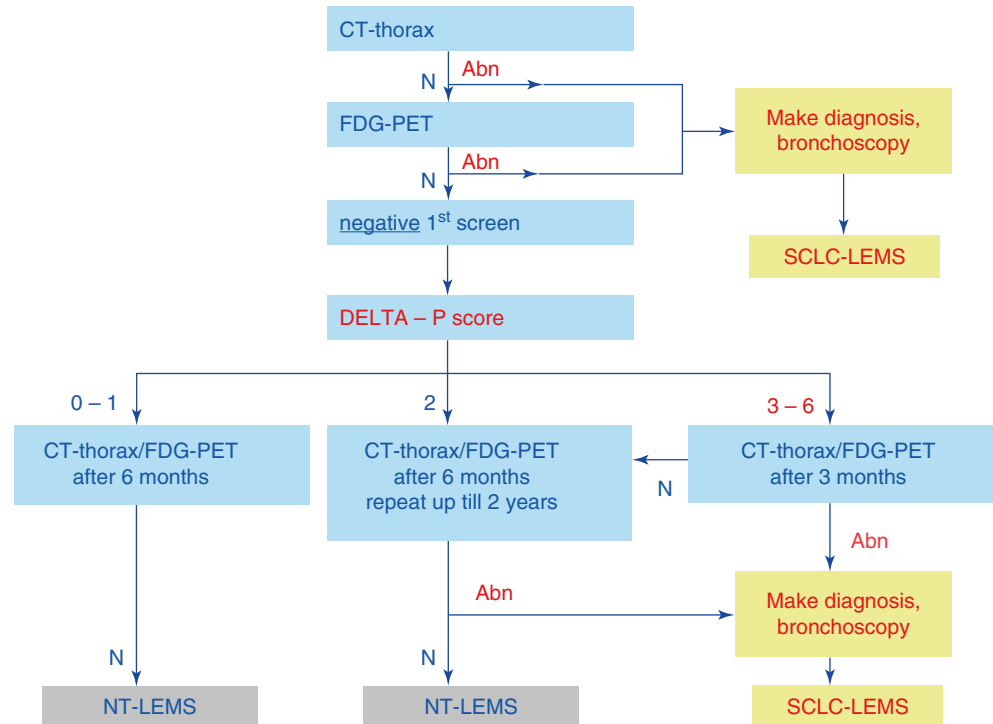 CT-thorax
Abn
N
FDG-PET
Abn
N
Make diagnosis,
bronchoscopy
negative 1st screen
SCLC-LEMS
DELTA – P score
0 – 1
2
3 – 6
CT-thorax/FDG-PET
after 6 months
CT-thorax/FDG-PET
after 6 months
repeat up till 2 years
N
CT-thorax/FDG-PET
after 3 months
Abn
Abn
Make diagnosis,
bronchoscopy
N
N
NT-LEMS
NT-LEMS
SCLC-LEMS